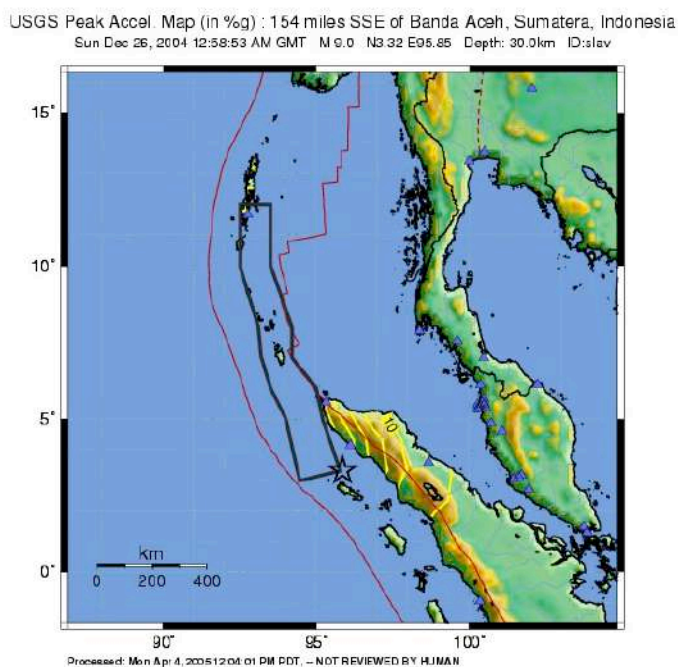 USGS Peak Accel. Map (in %g) : 154 miles SSE of Banda Aceh, Sumatera, Indonesia
Sun Dec 26, 2004 12:58:53 AM GMT M 9.0 N3.32 E95.85 Depth: 30.0km ID:slav
15°
10°
10
5°
km
0 200 400
0°
90° 95° 100°
Processed: Mon Apr 4, 2005 12:04:01 PM PDT, -- NOT REVIEWED BY HUMAN